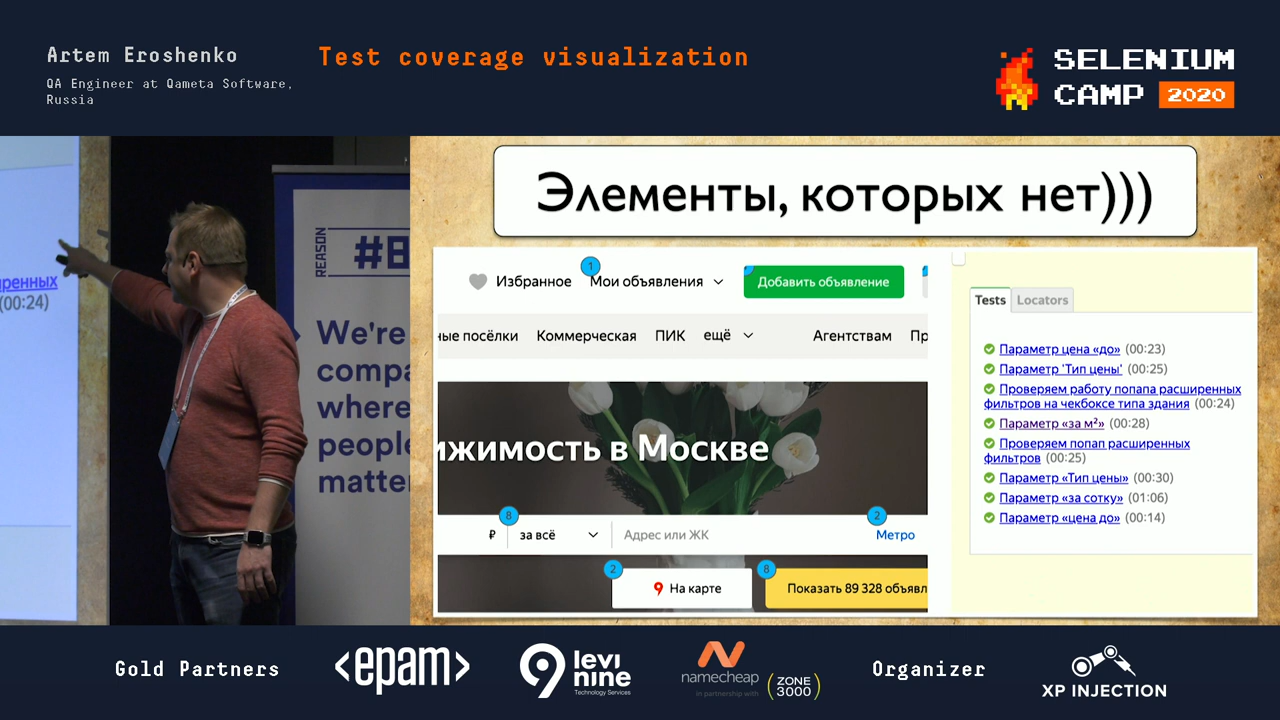 Artem Eroshenko
QA Engineer at Qameta Software,
Russia
Test coverage visualization
SELENIUM
CAMP 2020
ренных
(00:24)
REASON
#B
We're
compa
where
people
matte
Элементы, которых нет)))
Избранное
1
Мои объявления
Добавить объявление
ные посёлки
Коммерческая
ПИК
ещё
Агентствам
Пр
ижимость в Москве
8
2
₽
за всё
Адрес или ЖК
Метро
2
8
На карте
Показать 89 328 объявл
Tests
Locators
Параметр цена «до» (00:23)
Параметр 'Тип цены' (00:25)
Проверяем работу попапа расширенных
фильтров на чекбоксе типа здания (00:24)
Параметр «за м²» (00:28)
Проверяем попап расширенных
фильтров (00:25)
Параметр «Тип цены» (00:30)
Параметр «за сотку» (01:06)
Параметр «цена до» (00:14)
Gold Partners
<epam>
9 levi
nine
Technology Services
namecheap
in partnership with
ZONE
3000
Organizer
XP INJECTION